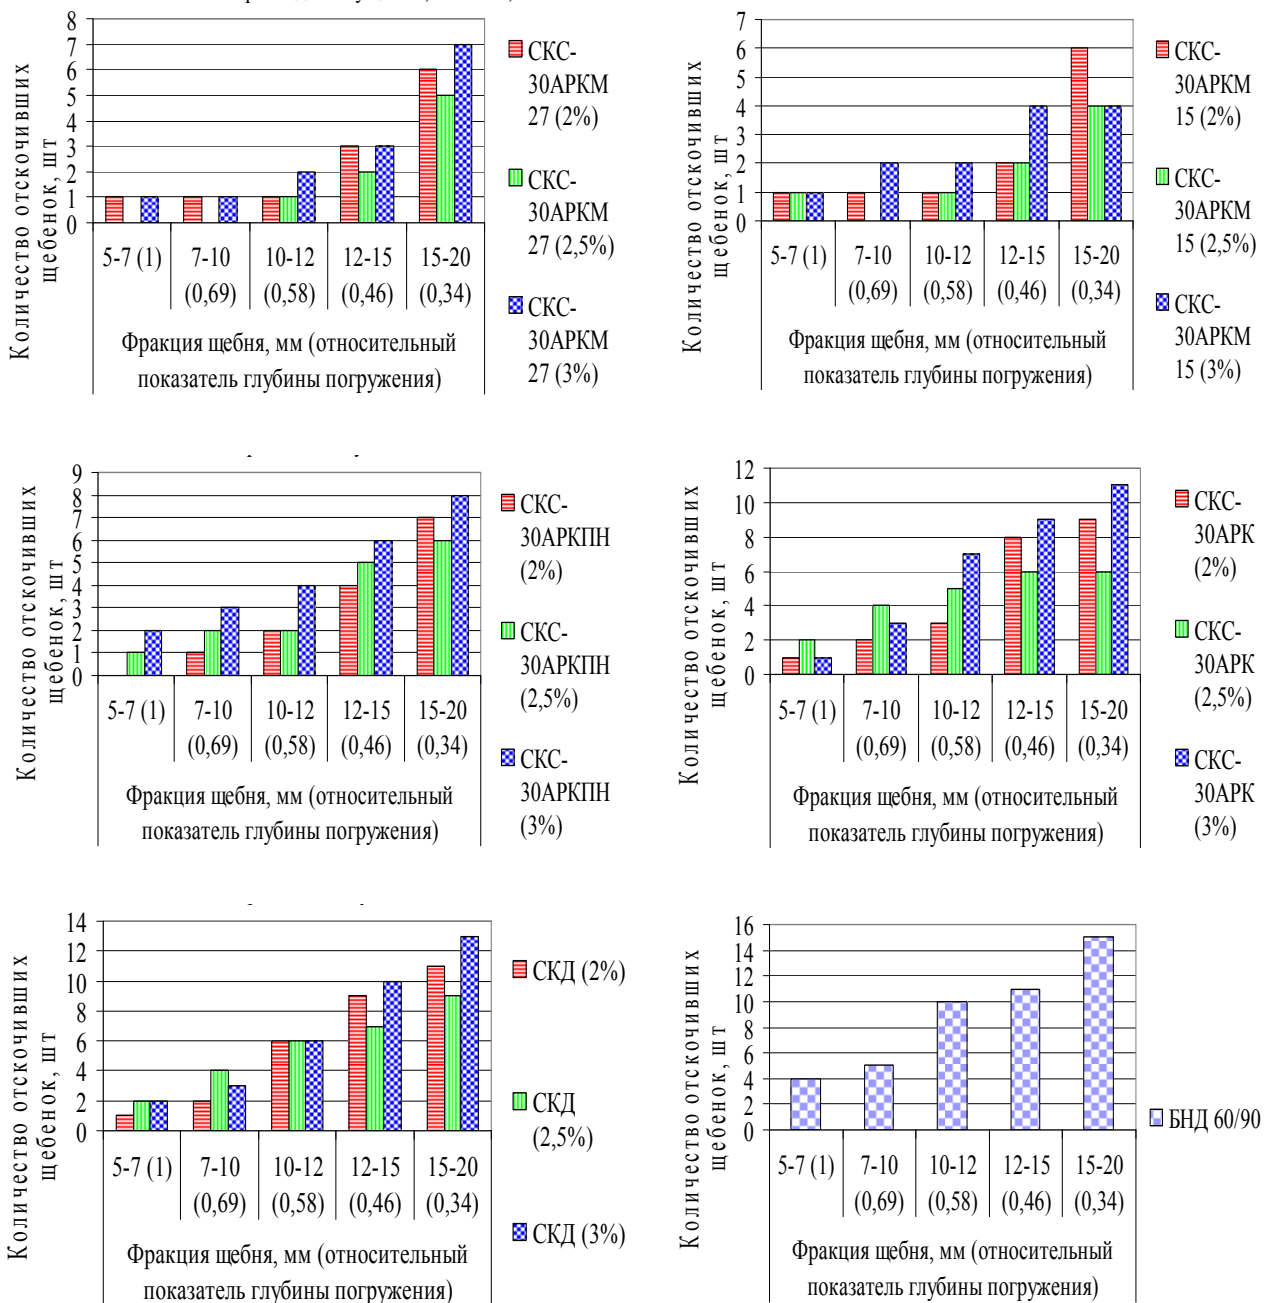 Количество отскочивших
щебенок, шт
8
7
6
5
4
3
2
1
0
5-7 (1)
7-10
(0,69)
10-12
(0,58)
12-15
(0,46)
15-20
(0,34)
Фракция щебня, мм (относительный
показатель глубины погружения)
СКС-
30АРКМ
27 (2%)
СКС-
30АРКМ
27 (2,5%)
СКС-
30АРКМ
27 (3%)
Количество отскочивших
щебенок, шт
7
6
5
4
3
2
1
0
5-7 (1)
7-10
(0,69)
10-12
(0,58)
12-15
(0,46)
15-20
(0,34)
Фракция щебня, мм (относительный
показатель глубины погружения)
СКС-
30АРКМ
15 (2%)
СКС-
30АРКМ
15 (2,5%)
СКС-
30АРКМ
15 (3%)
Количество отскочивших
щебенок, шт
9
8
7
6
5
4
3
2
1
0
5-7 (1)
7-10
(0,69)
10-12
(0,58)
12-15
(0,46)
15-20
(0,34)
Фракция щебня, мм (относительный
показатель глубины погружения)
СКС-
30АРКПН
(2%)
СКС-
30АРКПН
(2,5%)
СКС-
30АРКПН
(3%)
Количество отскочивших
щебенок, шт
12
10
8
6
4
2
0
5-7 (1)
7-10
(0,69)
10-12
(0,58)
12-15
(0,46)
15-20
(0,34)
Фракция щебня, мм (относительный
показатель глубины погружения)
СКС-
30АРК
(2%)
СКС-
30АРК
(2,5%)
СКС-
30АРК
(3%)
Количество отскочивших
щебенок, шт
14
12
10
8
6
4
2
0
5-7 (1)
7-10
(0,69)
10-12
(0,58)
12-15
(0,46)
15-20
(0,34)
Фракция щебня, мм (относительный
показатель глубины погружения)
СКД (2%)
СКД
(2,5%)
СКД (3%)
Количество отскочивших
щебенок, шт
16
14
12
10
8
6
4
2
0
5-7 (1)
7-10
(0,69)
10-12
(0,58)
12-15
(0,46)
15-20
(0,34)
Фракция щебня, мм (относительный
показатель глубины погружения)
БНД 60/90